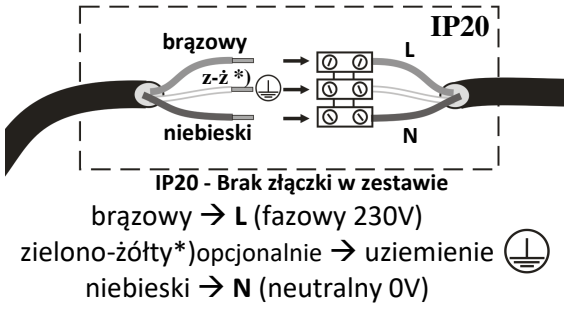 IP20
brązowy
L
z-ż *)
niebieski
N
IP20 - Brak złączki w zestawie
brązowy → L (fazowy 230V)
zielono-żółty*)opcjonalnie → uziemienie
niebieski → N (neutralny 0V)